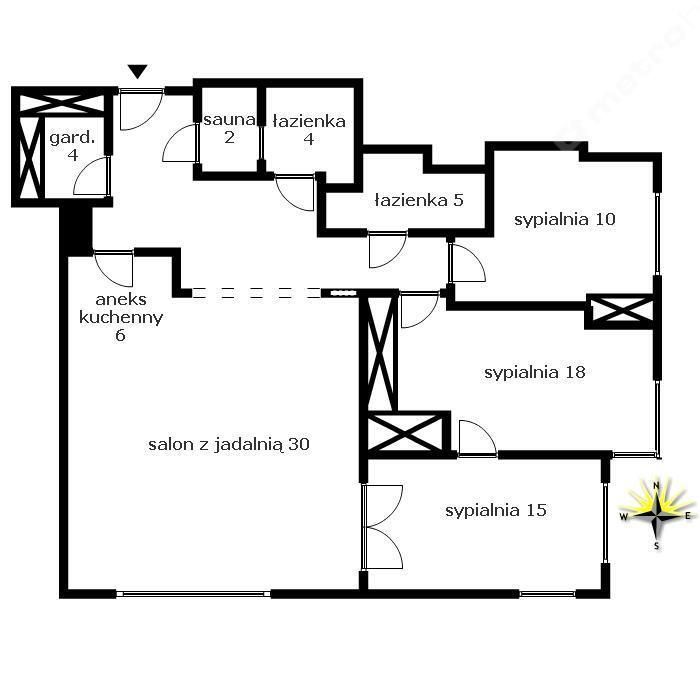 sauna
2
łazienka
4
gard.
4
łazienka 5
sypialnia 10
aneks
kuchenny
6
sypialnia 18
salon z jadalnią 30
sypialnia 15
N
W E
S